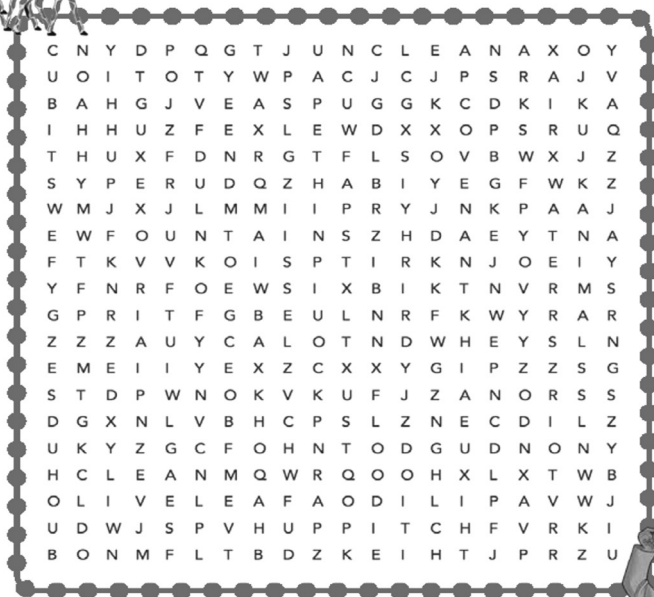 C N Y D P Q G T J U N C L E A N A X O Y
U O I T O T Y W P A C J C J P S R A J V
B A H G J V E A S P U G G K C D K I K A
I H H U Z F E X L E W D X X O P S R U Q
T H U X F D N R G T F L S O V B W X J Z
S Y P E R U D Q Z H A B I Y E G F W K Z
W M J X J L M M I I P R Y J N K P A A J
E W F O U N T A I N S Z H D A E Y T N A
F T K V V K O I S P T I R K N J O E I Y
Y F N R F O E W S I X B I K T N V R M S
G P R I T F G B E U L N R F K W Y R A R
Z Z Z A U Y C A L O T N D W H E Y S L N
E M E I I Y E X Z C X X Y G I P Z Z S G
S T D P W N O K V K U F J Z A N O R S S
D G X N L V B H C P S L Z N E C D I L Z
U K Y Z G C F O H N T O D G U D N O N Y
H C L E A N M Q W R Q O O H X L X T W B
O L I V E L E A F A O D I L I P A V W J
U D W J S P V H U P P I T C H F V R K I
B O N M F L T B D Z K E I H T J P R Z U